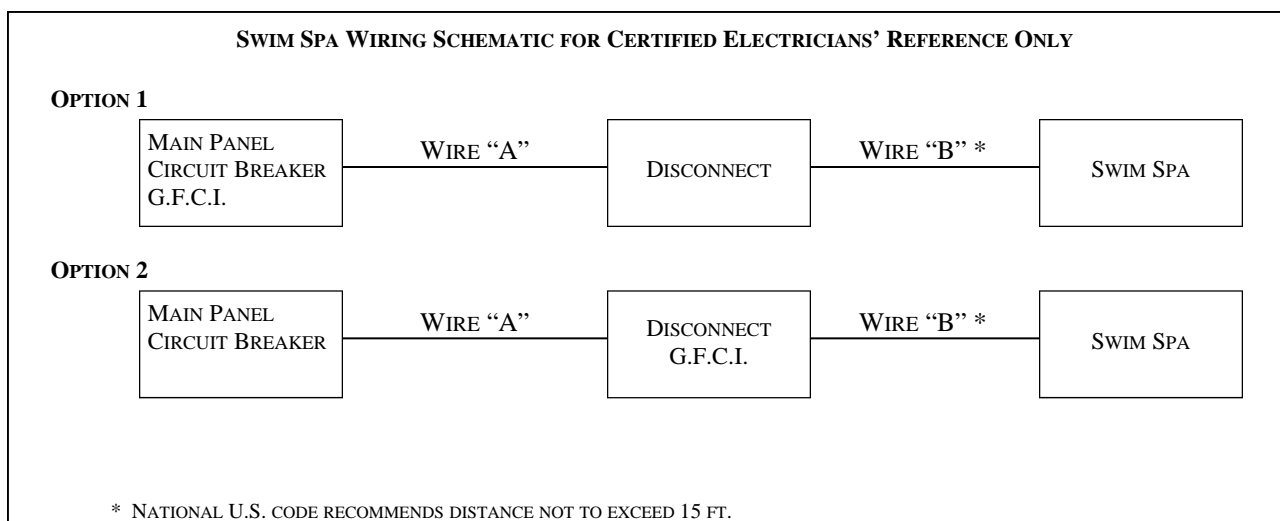 SWIM SPA WIRING SCHEMATIC FOR CERTIFIED ELECTRICIANS’ REFERENCE ONLY
OPTION 1
MAIN PANEL
CIRCUIT BREAKER
G.F.C.I.
WIRE “A”
DISCONNECT
WIRE “B” *
SWIM SPA
OPTION 2
MAIN PANEL
CIRCUIT BREAKER
WIRE “A”
DISCONNECT
G.F.C.I.
WIRE “B” *
SWIM SPA
* NATIONAL U.S. CODE RECOMMENDS DISTANCE NOT TO EXCEED 15 FT.